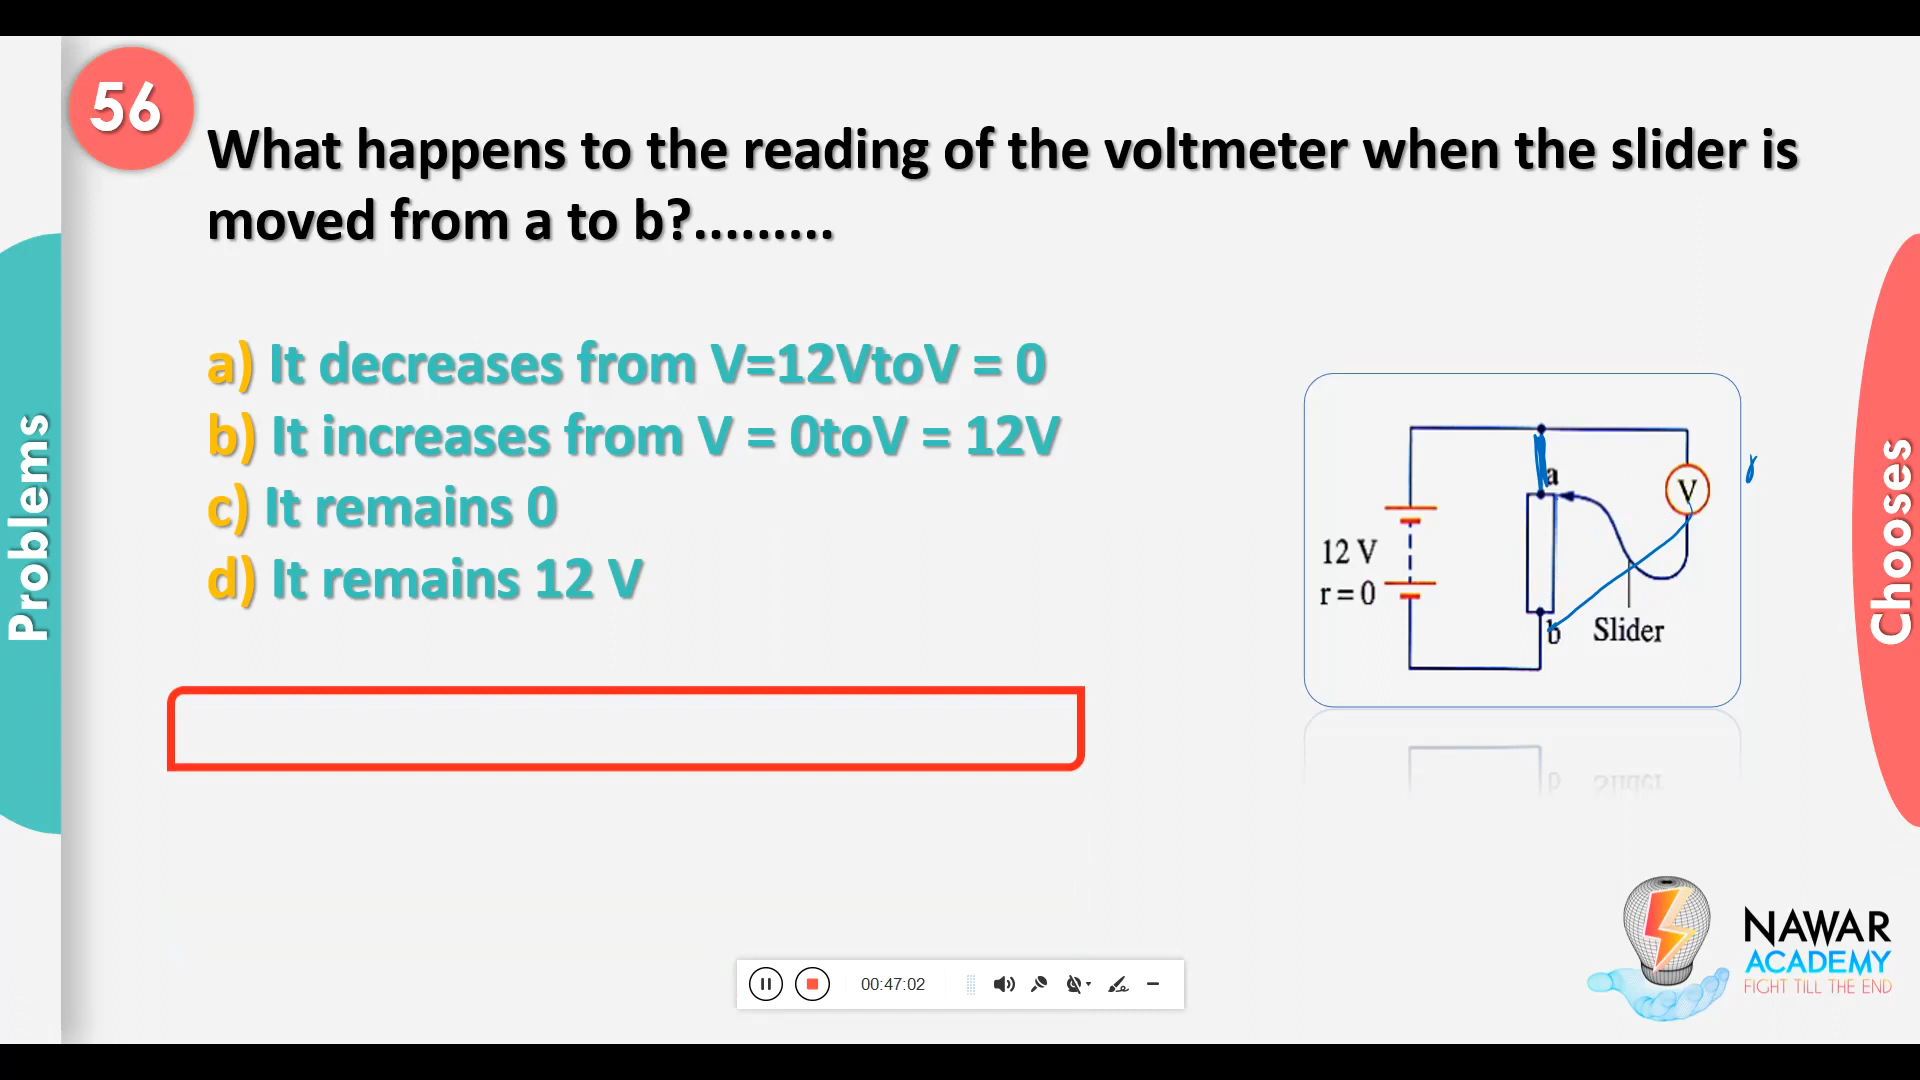 56
What happens to the reading of the voltmeter when the slider is
moved from a to b?.........
a) It decreases from V=12VtoV = 0
b) It increases from V = 0toV = 12V
c) It remains 0
d) It remains 12 V
Problems
Chooses
a
V
12 V
r = 0
b
Slider
00:47:02
NAWAR
ACADEMY
FIGHT TILL THE END